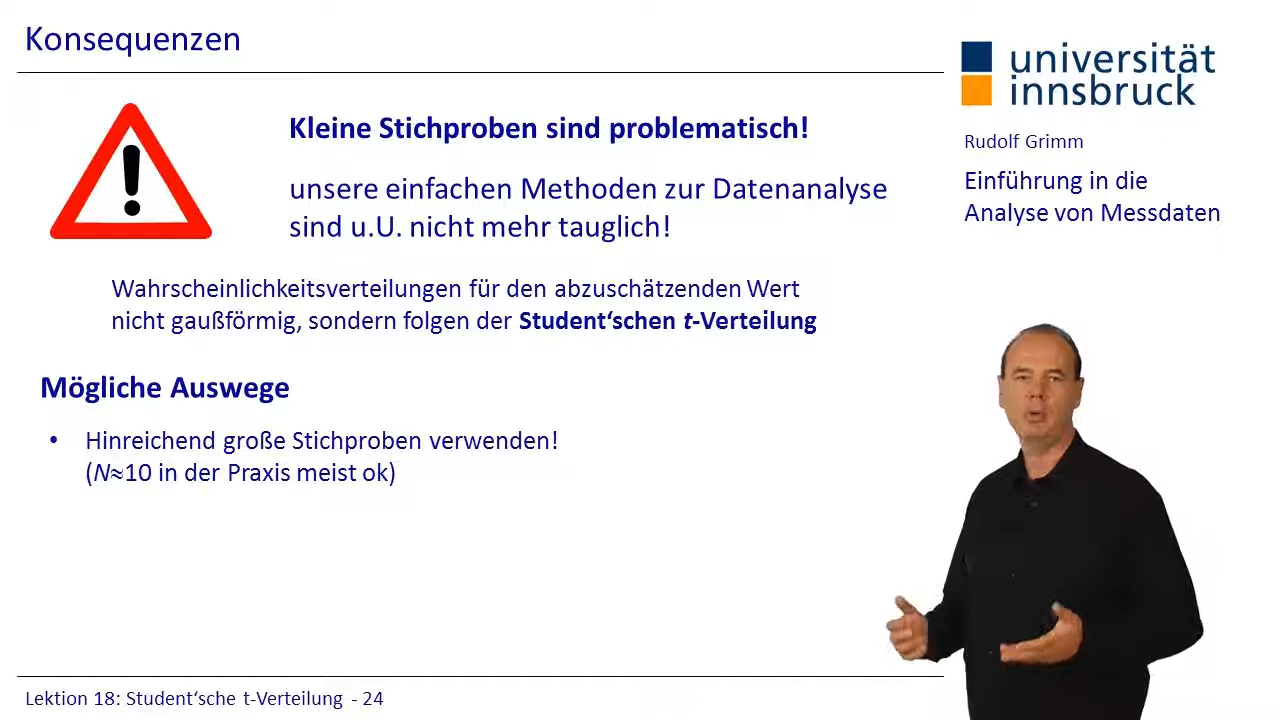 Konsequenzen
universität
innsbruck
Rudolf Grimm
Einführung in die
Analyse von Messdaten
Kleine Stichproben sind problematisch!
unsere einfachen Methoden zur Datenanalyse
sind u.U. nicht mehr tauglich!
Wahrscheinlichkeitsverteilungen für den abzuschätzenden Wert
nicht gaußförmig, sondern folgen der Student‘schen t-Verteilung
Mögliche Auswege
• Hinreichend große Stichproben verwenden!
(N≈10 in der Praxis meist ok)
Lektion 18: Student‘sche t-Verteilung - 24